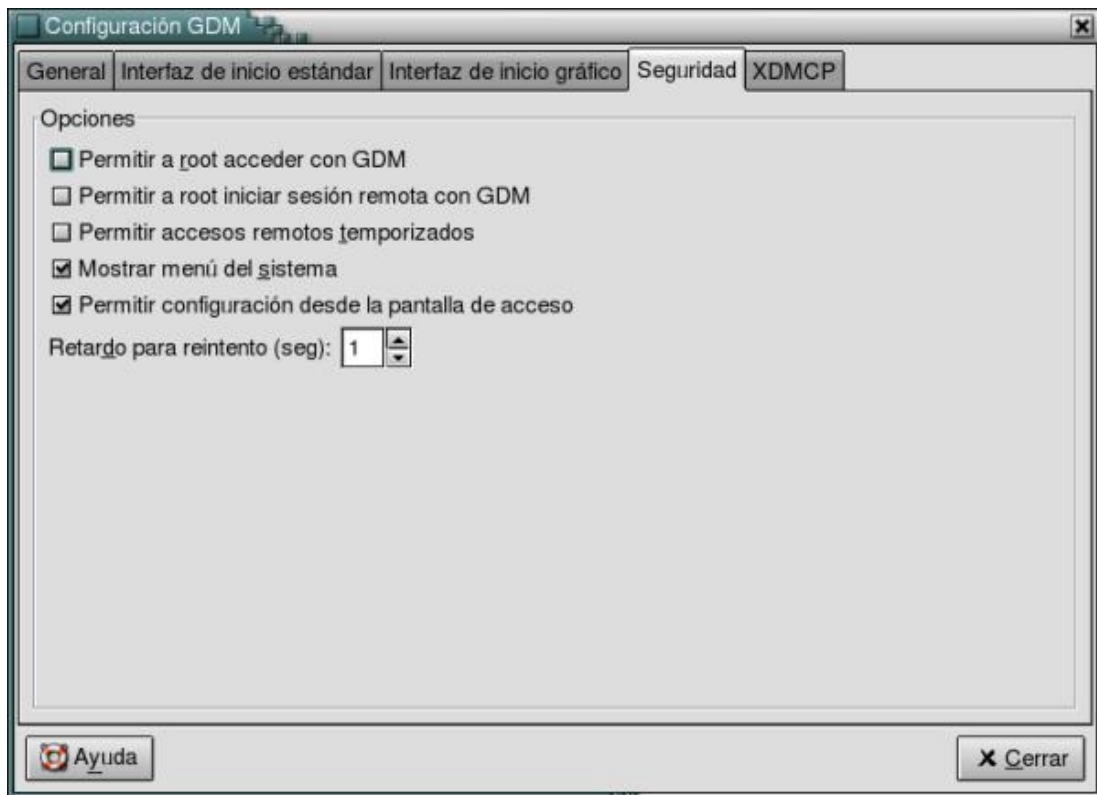 Configuración GDM
General Interfaz de inicio estándar Interfaz de inicio gráfico Seguridad XDMCP
Opciones
Permitir a root acceder con GDM
Permitir a root iniciar sesión remota con GDM
Permitir accesos remotos temporizados
Mostrar menú del sistema
Permitir configuración desde la pantalla de acceso
Retardo para reintento (seg): 1
Ayuda Cerrar